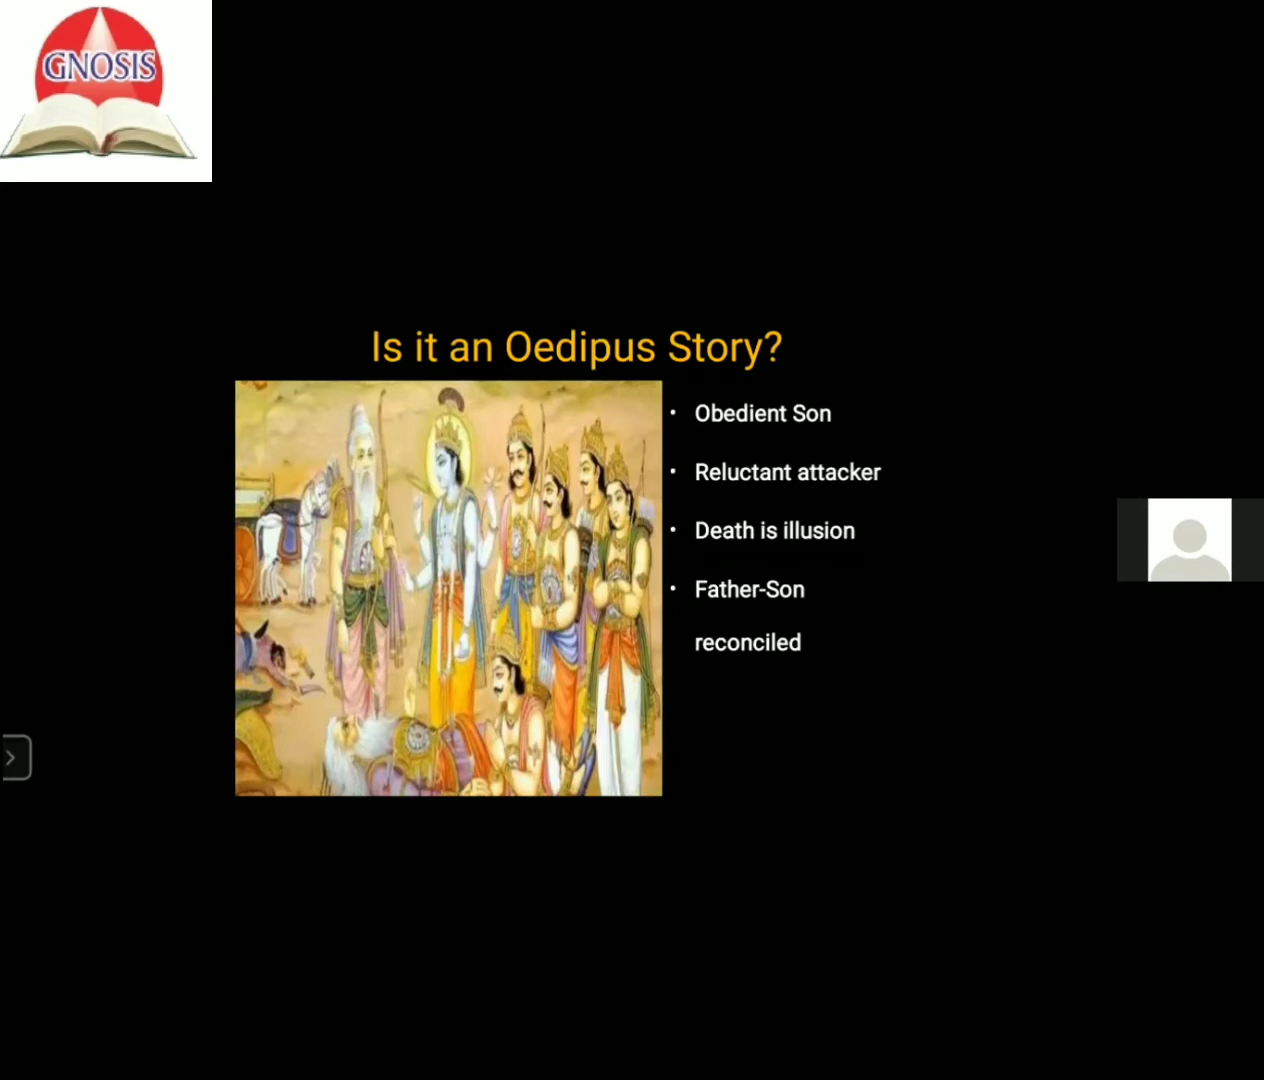 GNOSIS
Is it an Oedipus Story?
• Obedient Son
• Reluctant attacker
• Death is illusion
• Father-Son
reconciled